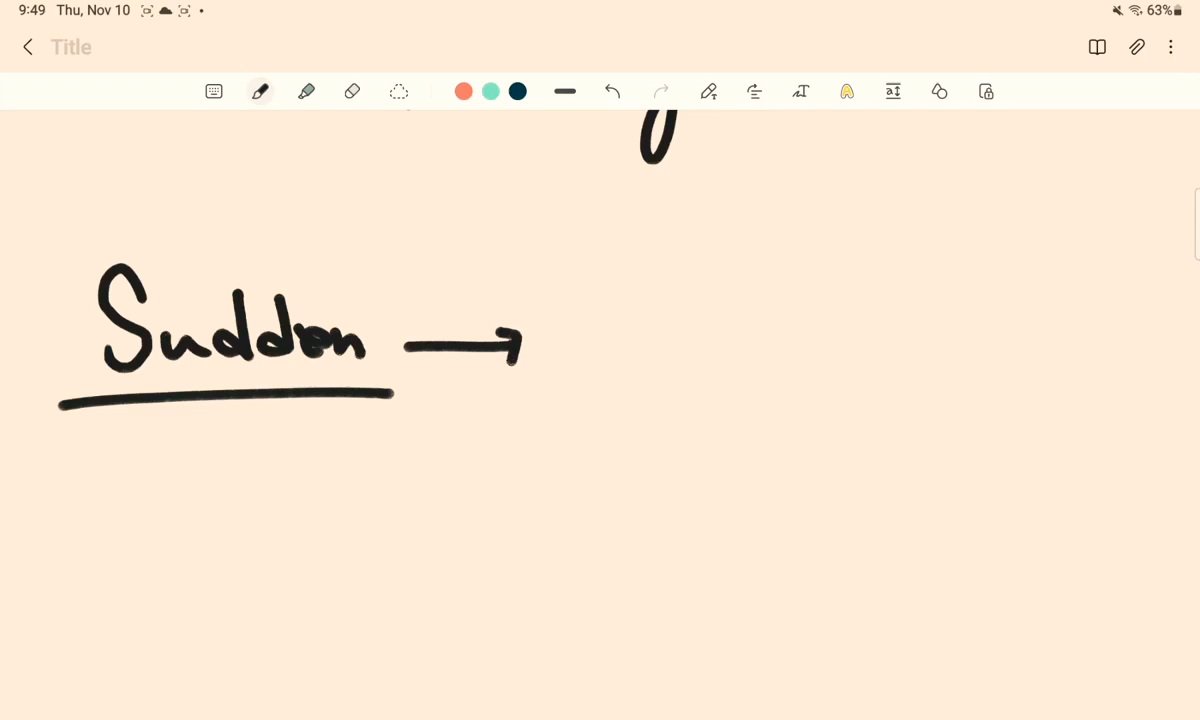 9:49 Thu, Nov 10 63%
Title
Sudden →